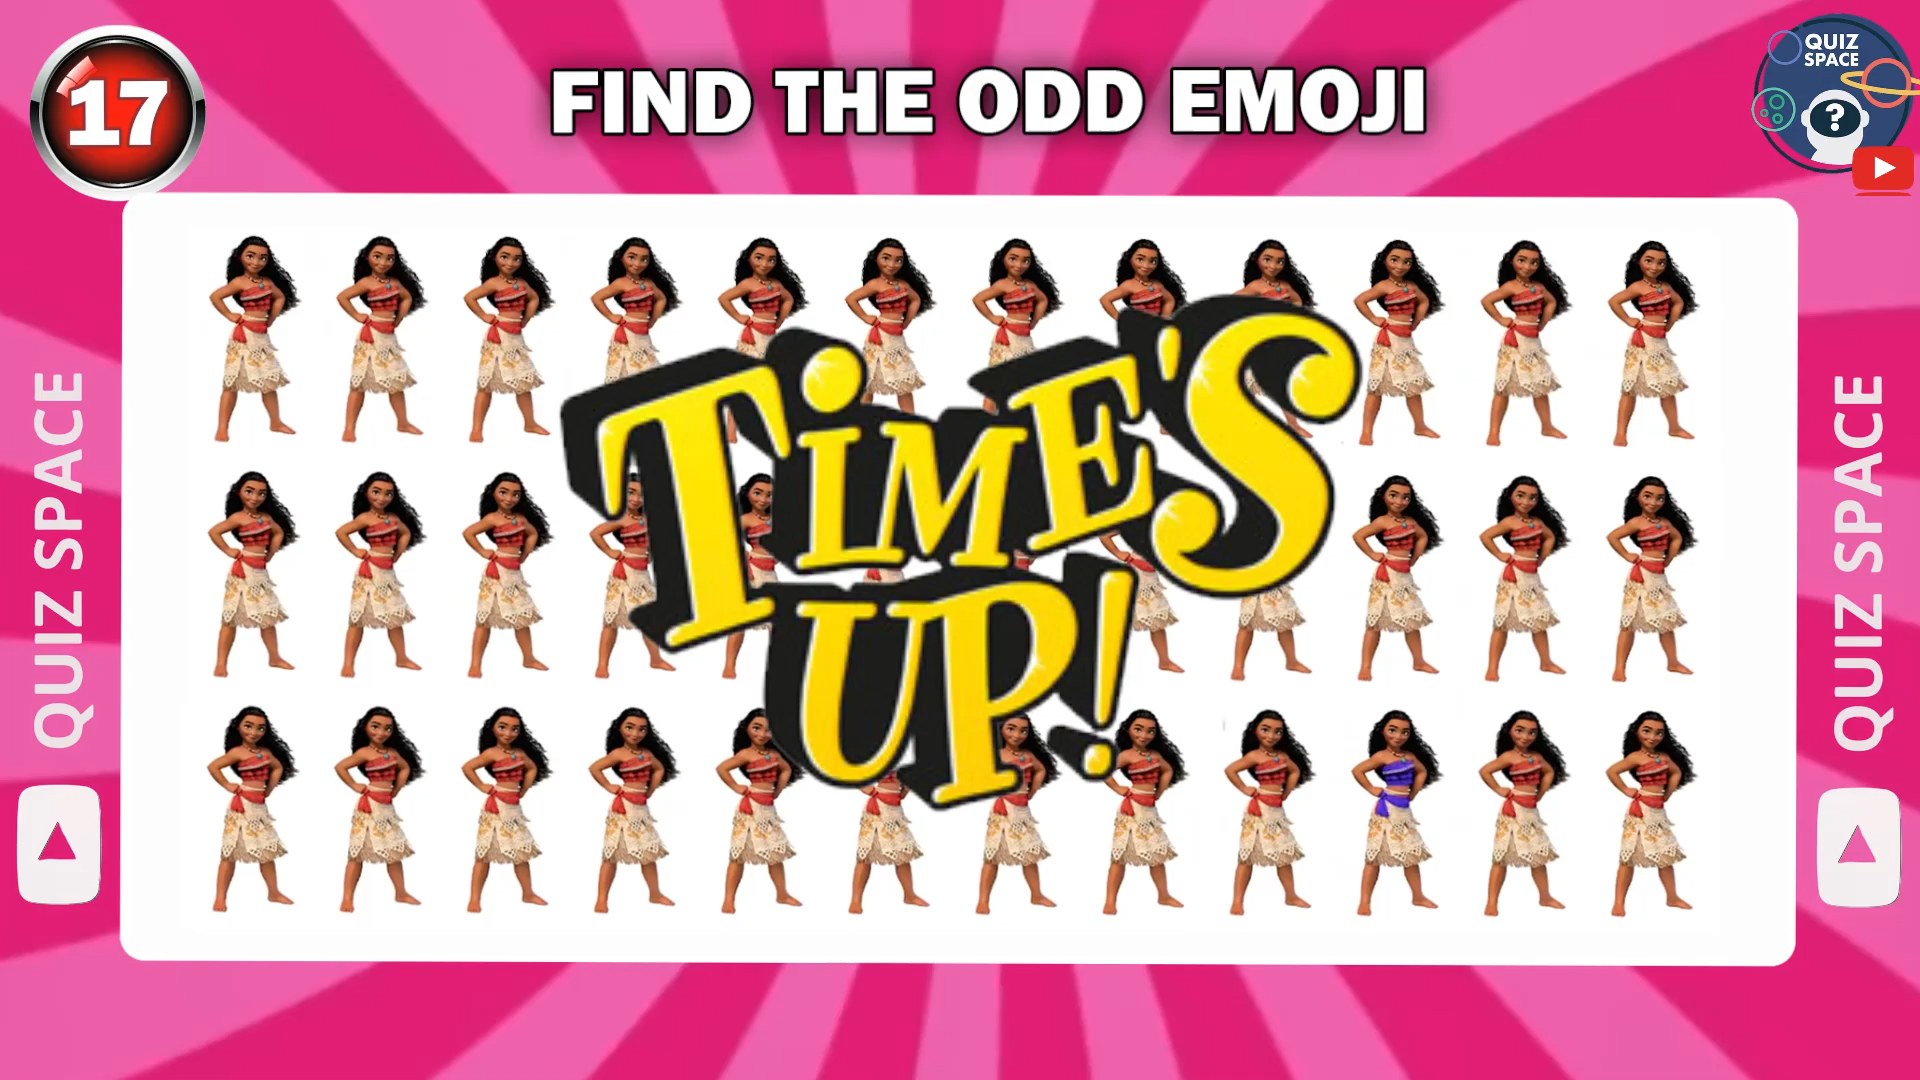 17
FIND THE ODD EMOJI
QUIZ
SPACE
?
QUIZ SPACE
TIME'S
UP!
QUIZ SPACE